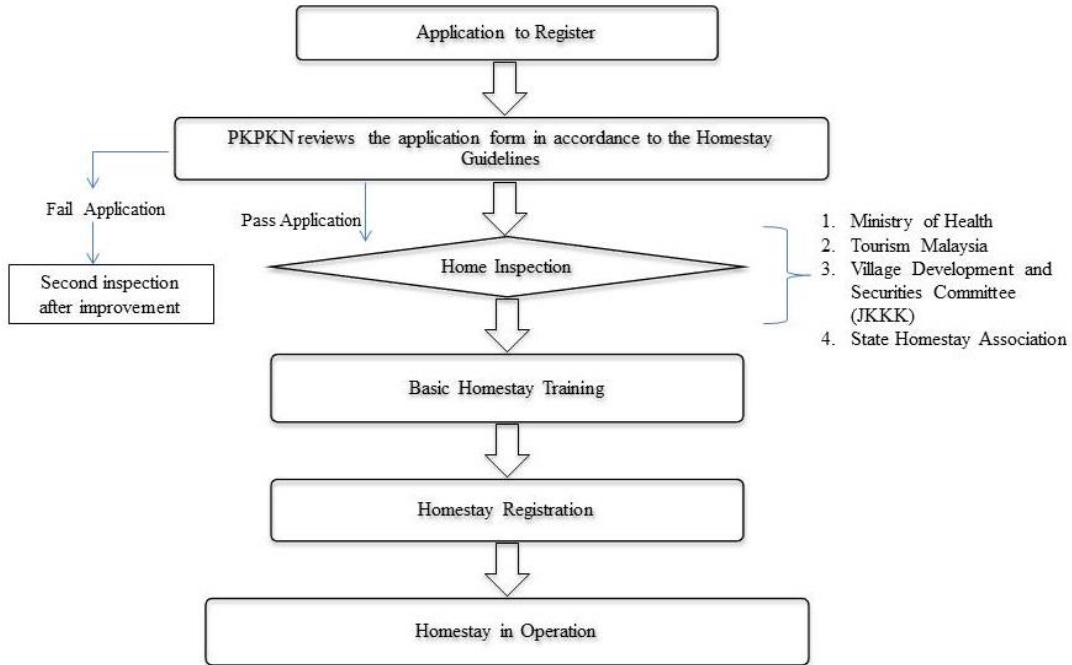 Application to Register
PKPKN reviews the application form in accordance to the Homestay
Guidelines
Fail Application
Pass Application
Second inspection
after improvement
Home Inspection
1. Ministry of Health
2. Tourism Malaysia
3. Village Development and
Securities Committee
(JKKK)
4. State Homestay Association
Basic Homestay Training
Homestay Registration
Homestay in Operation